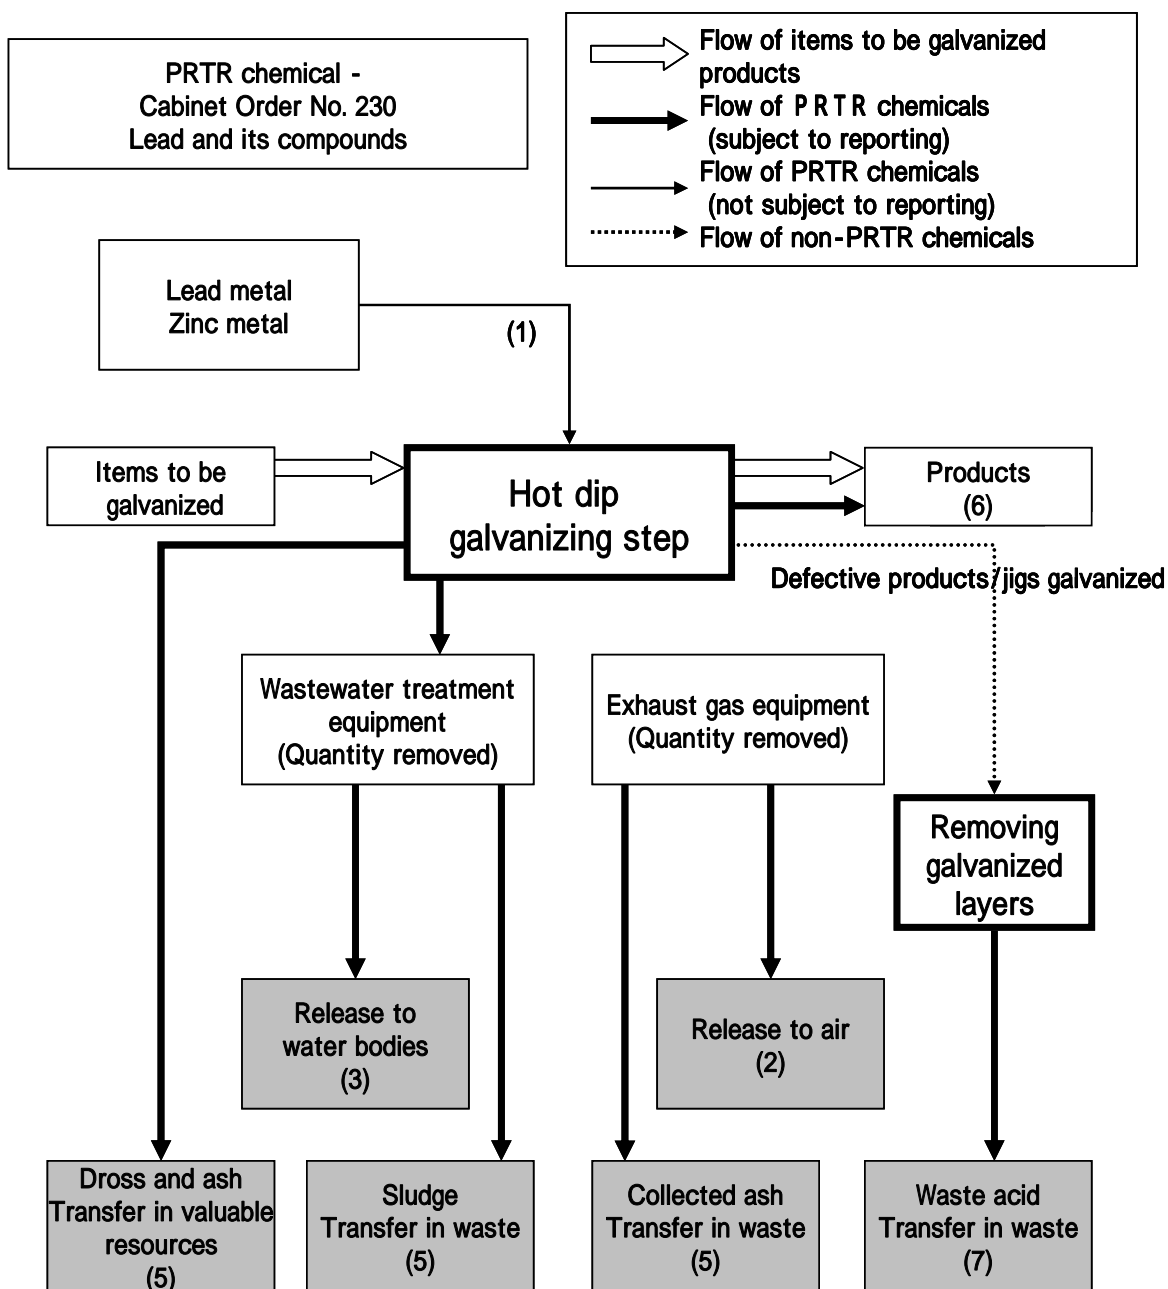 PRTR chemical -
Cabinet Order No. 230
Lead and its compounds
Flow of items to be galvanized
products
Flow of PRTR chemicals
(subject to reporting)
Flow of PRTR chemicals
(not subject to reporting)
Flow of non-PRTR chemicals
Lead metal
Zinc metal
(1)
Items to be
galvanized
Hot dip
galvanizing step
Products
(6)
Defective products/jigs galvanized
Wastewater treatment
equipment
(Quantity removed)
Exhaust gas equipment
(Quantity removed)
Removing
galvanized
layers
Release to
water bodies
(3)
Release to air
(2)
Dross and ash
Transfer in valuable
resources
(5)
Sludge
Transfer in waste
(5)
Collected ash
Transfer in waste
(5)
Waste acid
Transfer in waste
(7)